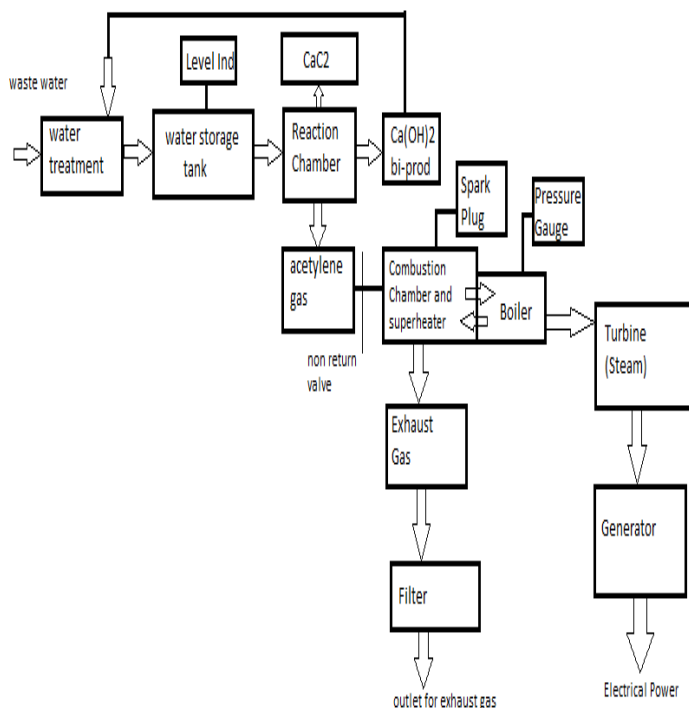 waste water
water
treatment
Level Ind
water storage
tank
CaC2
Reaction
Chamber
Ca(OH)2
bi-prod
Spark
Plug
Pressure
Gauge
acetylene
gas
non return
valve
Combustion
Chamber and
superheater
Boiler
Turbine
(Steam)
Exhaust
Gas
Generator
Filter
outlet for exhaust gas
Electrical Power